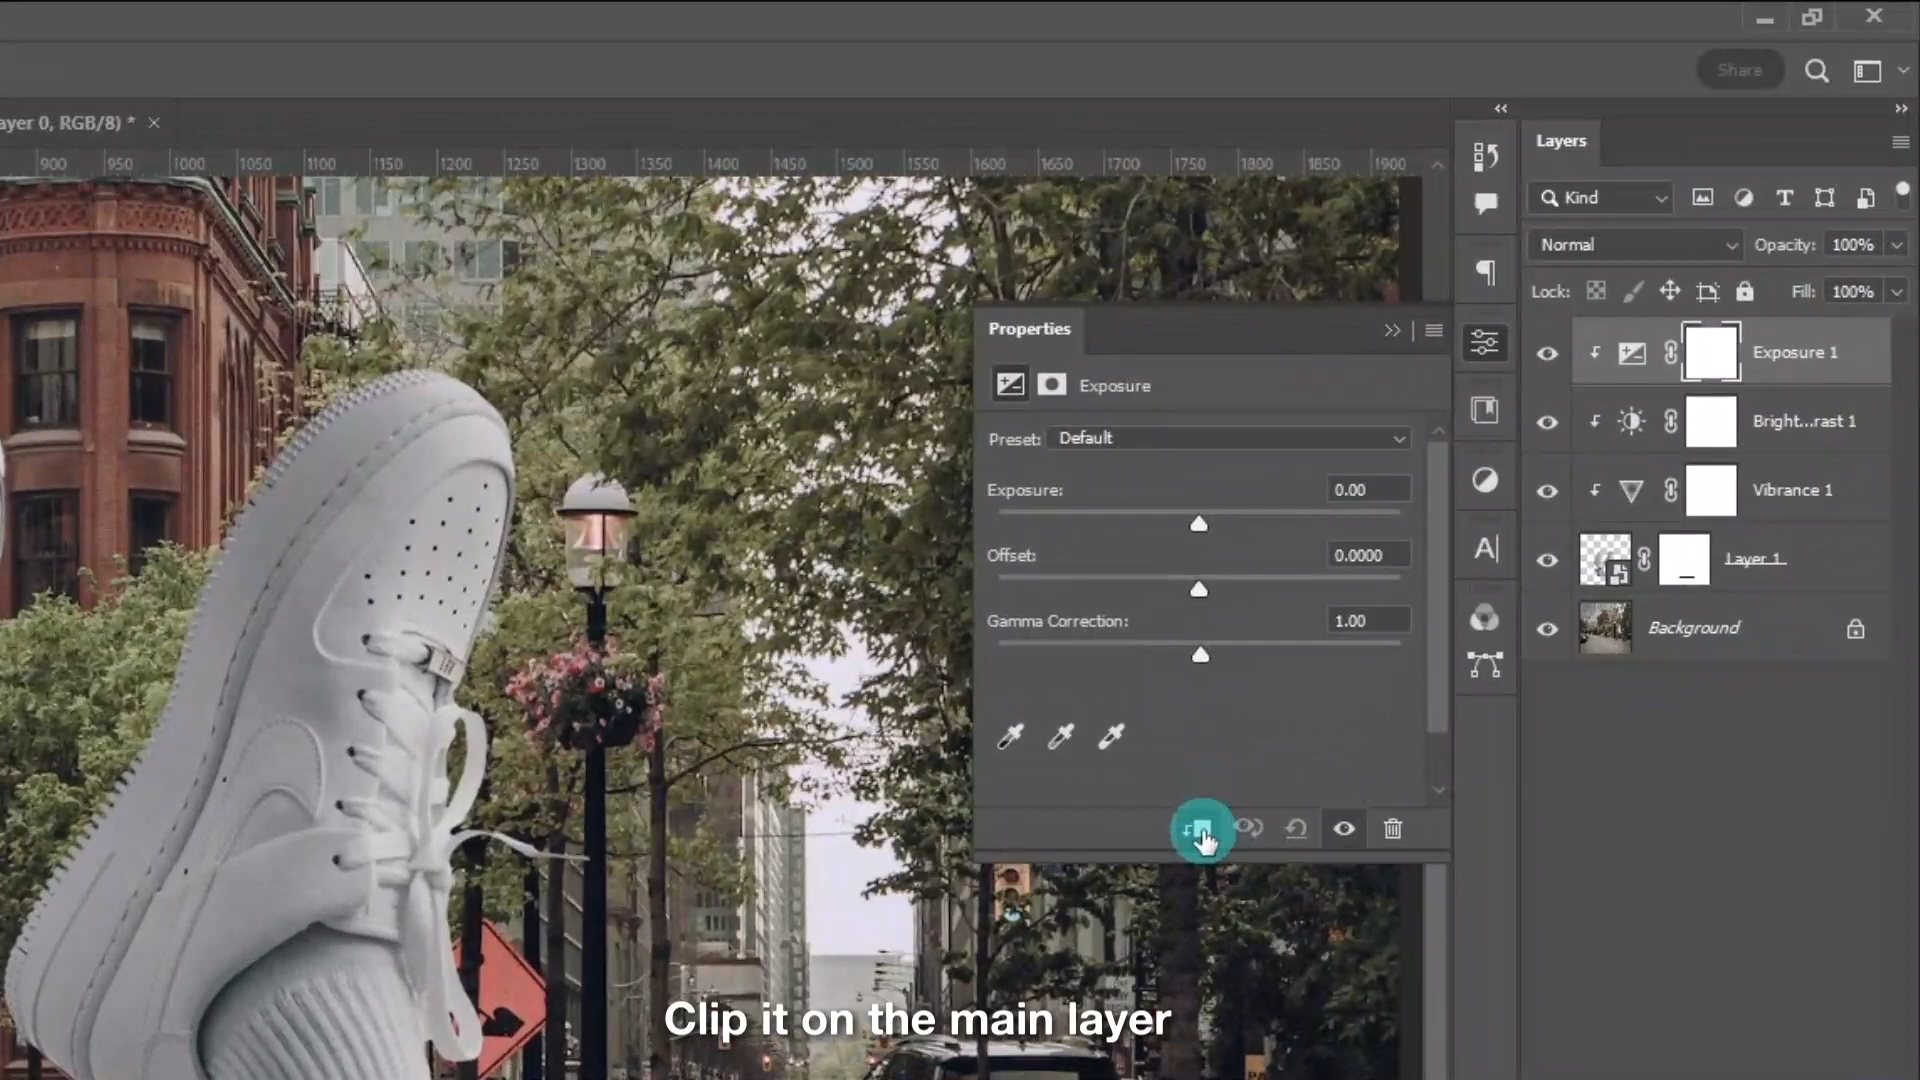 Share
ayer 0, RGB/8) *
900 950 1000 1050 1100 1150 1200 1250 1300 1350 1400 1450 1500 1550 1600 1650 1700 1750 1800 1850 1900
Layers
Kind
Normal
Opacity: 100%
Lock:
Fill: 100%
Properties
Exposure
Preset: Default
Exposure: 0.00
Offset: 0.0000
Gamma Correction: 1.00
Exposure 1
Bright...rast 1
Vibrance 1
Layer 1
Background
Clip it on the main layer